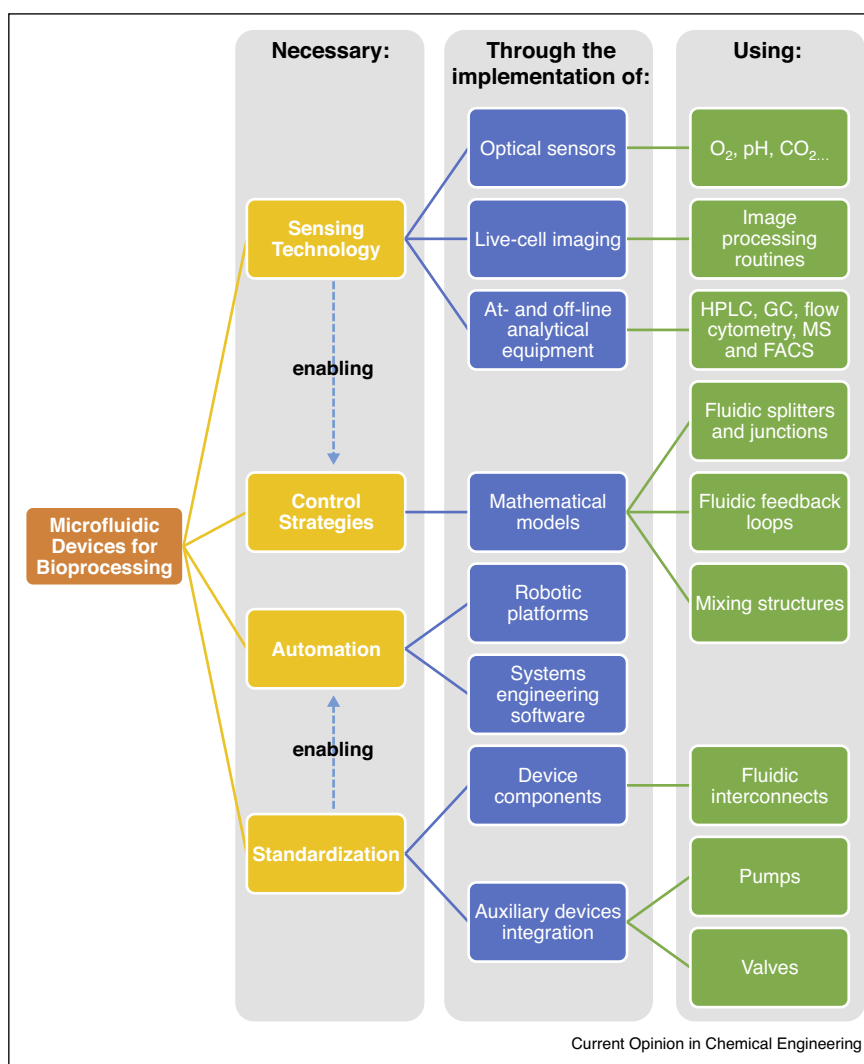 Necessary:
Through the
implementation of:
Using:
Optical sensors
O₂, pH, CO₂...
Sensing
Technology
Live-cell imaging
Image
processing
routines
At- and off-line
analytical
equipment
HPLC, GC, flow
cytometry, MS
and FACS
enabling
Fluidic splitters
and junctions
Control
Strategies
Mathematical
models
Fluidic feedback
loops
Microfluidic
Devices for
Bioprocessing
Mixing structures
Robotic
platforms
Automation
Systems
engineering
software
enabling
Device
components
Fluidic
interconnects
Standardization
Pumps
Auxiliary devices
integration
Valves
Current Opinion in Chemical Engineering